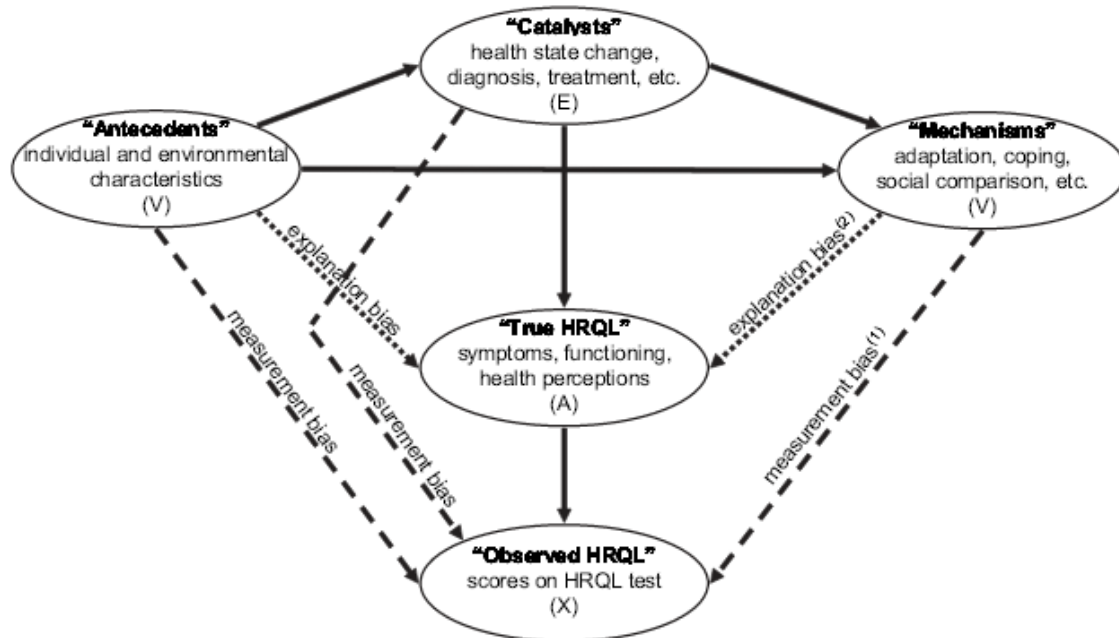 “Catalysts”
health state change,
diagnosis, treatment, etc.
(E)
“Antecedents”
individual and environmental
characteristics
(V)
“Mechanisms”
adaptation, coping,
social comparison, etc.
(V)
explanation bias
explanation bias(2)
“True HRQL”
symptoms, functioning,
health perceptions
(A)
measurement bias
measurement bias
measurement bias(1)
“Observed HRQL”
scores on HRQL test
(X)